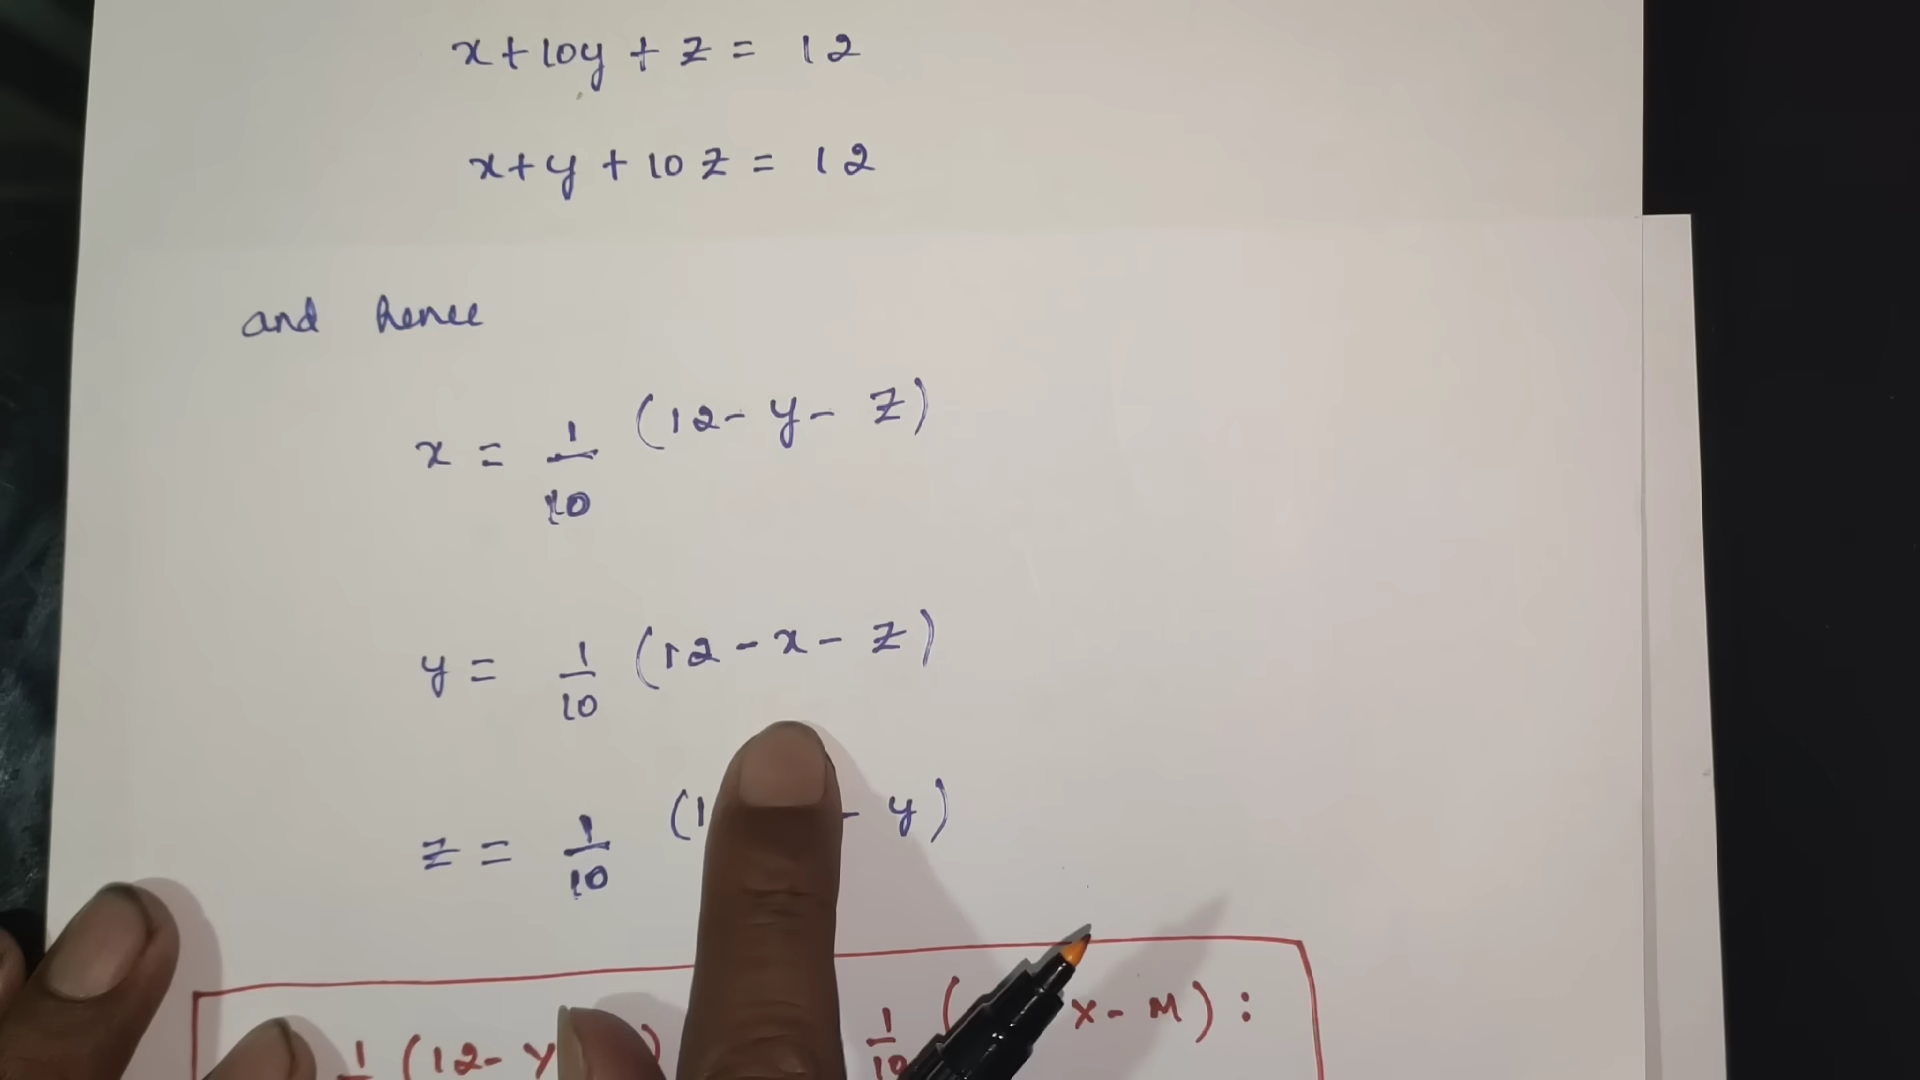 x + 10y + z = 12
x + y + 10z = 12
and hence
x = 1/10 (12 - y - z)
y = 1/10 (12 - x - z)
z = 1/10 (1 - y)
1 (12 - Y ) 1/10 ( x - M ) :